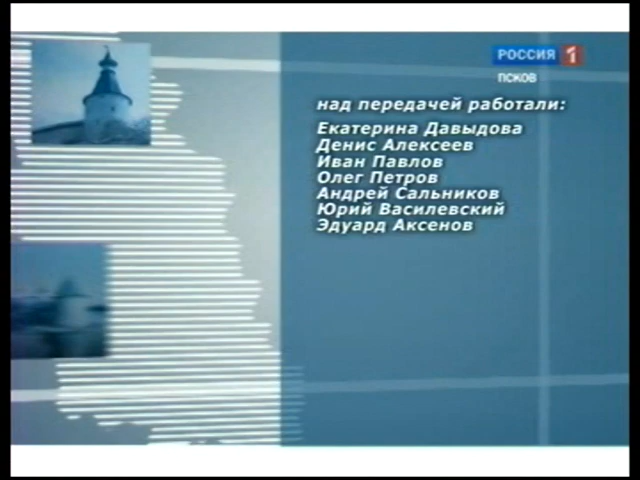 РОССИЯ 1
ПСКОВ
над передачей работали:
Екатерина Давыдова
Денис Алексеев
Иван Павлов
Олег Петров
Андрей Сальников
Юрий Василевский
Эдуард Аксенов